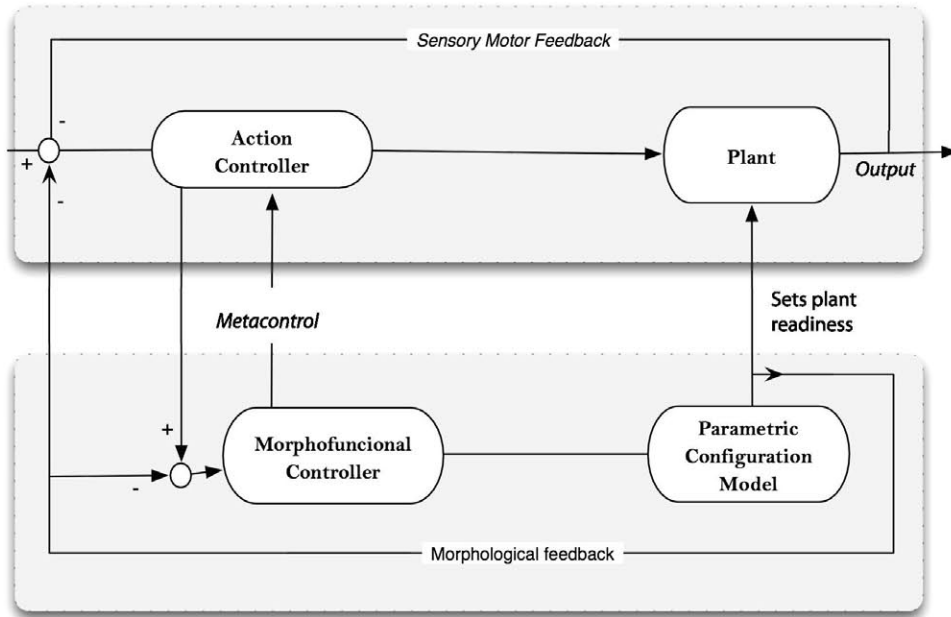 Sensory Motor Feedback
-
+
Action
Controller
Plant
Output
-
Metacontrol
Sets plant
readiness
+
-
Morphofuncional
Controller
Parametric
Configuration
Model
Morphological feedback